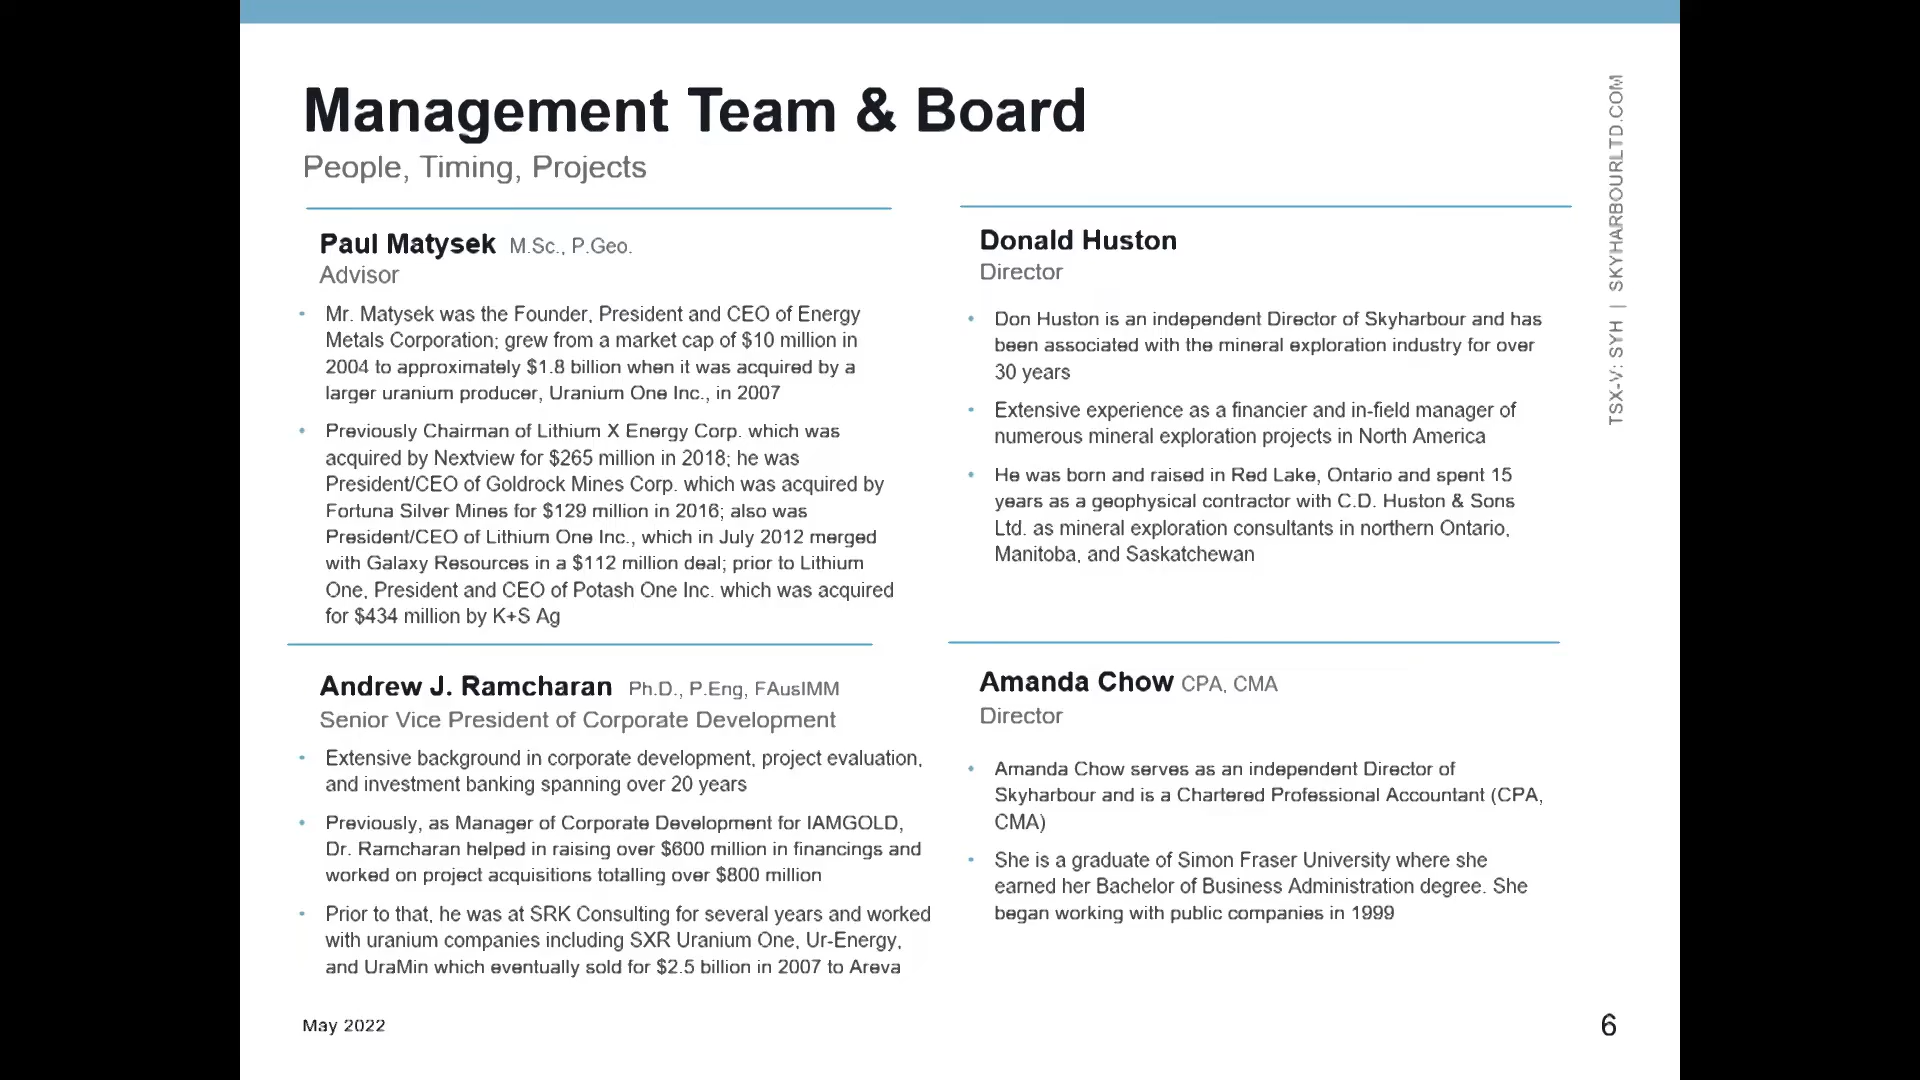 Management Team & Board
People, Timing, Projects
Paul Matysek M.Sc., P.Geo.
Advisor
• Mr. Matysek was the Founder, President and CEO of Energy
Metals Corporation; grew from a market cap of $10 million in
2004 to approximately $1.8 billion when it was acquired by a
larger uranium producer, Uranium One Inc., in 2007
• Previously Chairman of Lithium X Energy Corp. which was
acquired by Nextview for $265 million in 2018; he was
President/CEO of Goldrock Mines Corp. which was acquired by
Fortuna Silver Mines for $129 million in 2016; also was
President/CEO of Lithium One Inc., which in July 2012 merged
with Galaxy Resources in a $112 million deal; prior to Lithium
One, President and CEO of Potash One Inc. which was acquired
for $434 million by K+S Ag
Andrew J. Ramcharan Ph.D., P.Eng, FAusIMM
Senior Vice President of Corporate Development
• Extensive background in corporate development, project evaluation,
and investment banking spanning over 20 years
• Previously, as Manager of Corporate Development for IAMGOLD,
Dr. Ramcharan helped in raising over $600 million in financings and
worked on project acquisitions totalling over $800 million
• Prior to that, he was at SRK Consulting for several years and worked
with uranium companies including SXR Uranium One, Ur-Energy,
and UraMin which eventually sold for $2.5 billion in 2007 to Areva
Donald Huston
Director
• Don Huston is an independent Director of Skyharbour and has
been associated with the mineral exploration industry for over
30 years
• Extensive experience as a financier and in-field manager of
numerous mineral exploration projects in North America
• He was born and raised in Red Lake, Ontario and spent 15
years as a geophysical contractor with C.D. Huston & Sons
Ltd. as mineral exploration consultants in northern Ontario,
Manitoba, and Saskatchewan
Amanda Chow CPA, CMA
Director
• Amanda Chow serves as an independent Director of
Skyharbour and is a Chartered Professional Accountant (CPA,
CMA)
• She is a graduate of Simon Fraser University where she
earned her Bachelor of Business Administration degree. She
began working with public companies in 1999
TSX-V: SYH | SKYHARBOURLTD.COM
May 2022
6